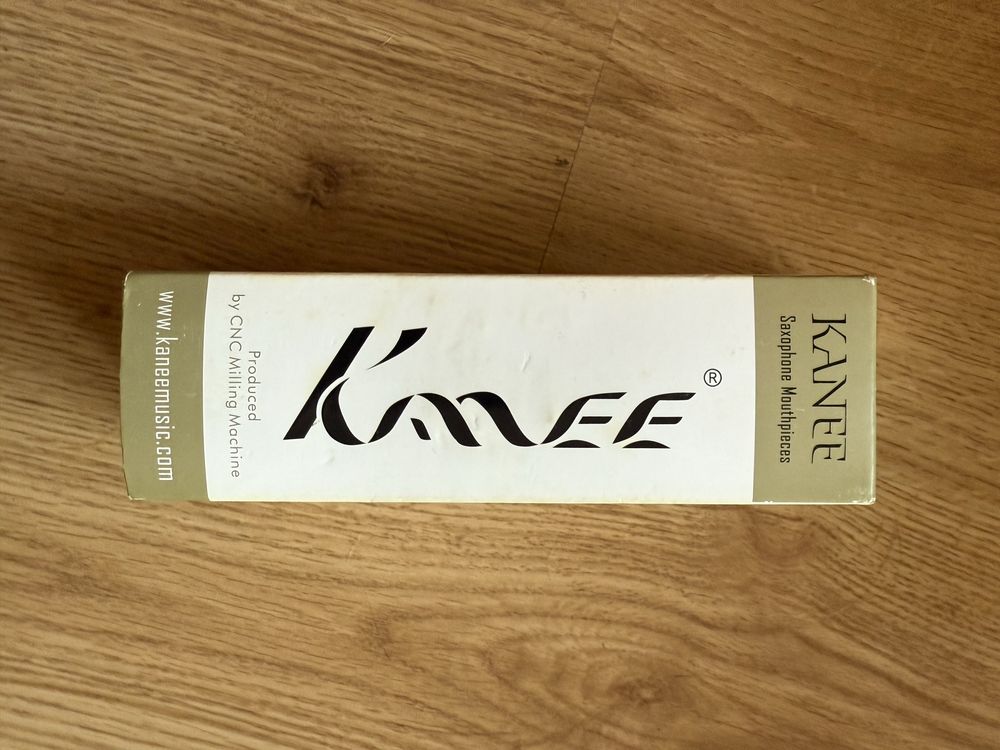 KANEE
Saxophone Mouthpieces
Kanee®
Produced
by CNC Milling Machine
www.kaneemusic.com